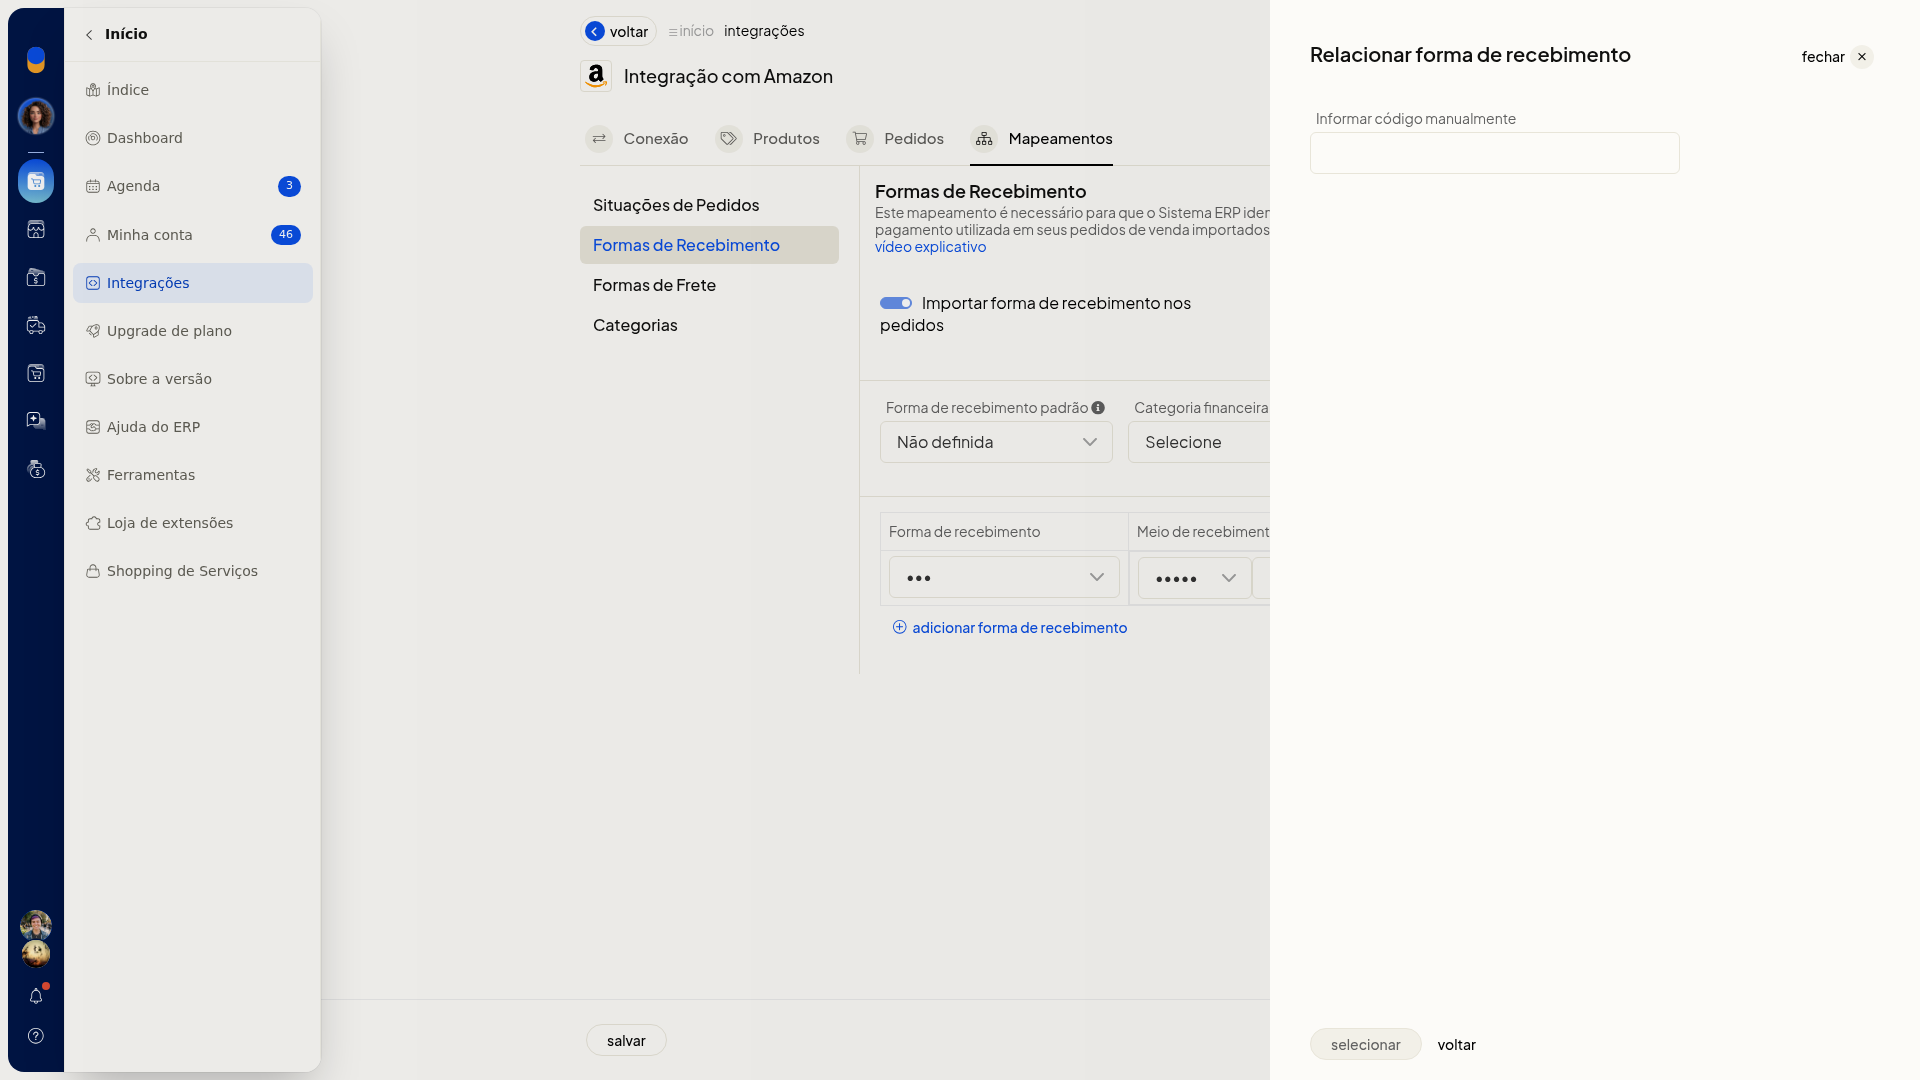 Início
Índice
Dashboard
Agenda 3
Minha conta 46
Integrações
Upgrade de plano
Sobre a versão
Ajuda do ERP
Ferramentas
Loja de extensões
Shopping de Serviços
voltar início integrações
Integração com Amazon
Conexão Produtos Pedidos Mapeamentos
Situações de Pedidos
Formas de Recebimento
Formas de Frete
Categorias
Formas de Recebimento
Este mapeamento é necessário para que o Sistema ERP iden
pagamento utilizada em seus pedidos de venda importados
vídeo explicativo
Importar forma de recebimento nos
pedidos
Forma de recebimento padrão Categoria financeira
Não definida Selecione
Forma de recebimento Meio de recebiment
••• •••••
adicionar forma de recebimento
salvar
Relacionar forma de recebimento
fechar ×
Informar código manualmente
selecionar voltar